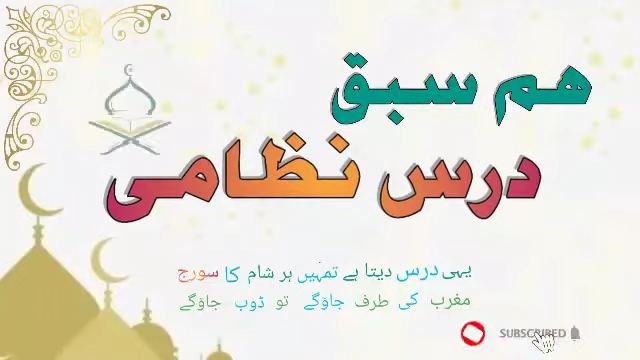 ھم سبق
درس نظامی
یہی درس دیتا ہے تمہیں ہر شام کا سورج
مغرب کی طرف جاؤگے تو ڈوب جاؤگے
SUBSCRIBED